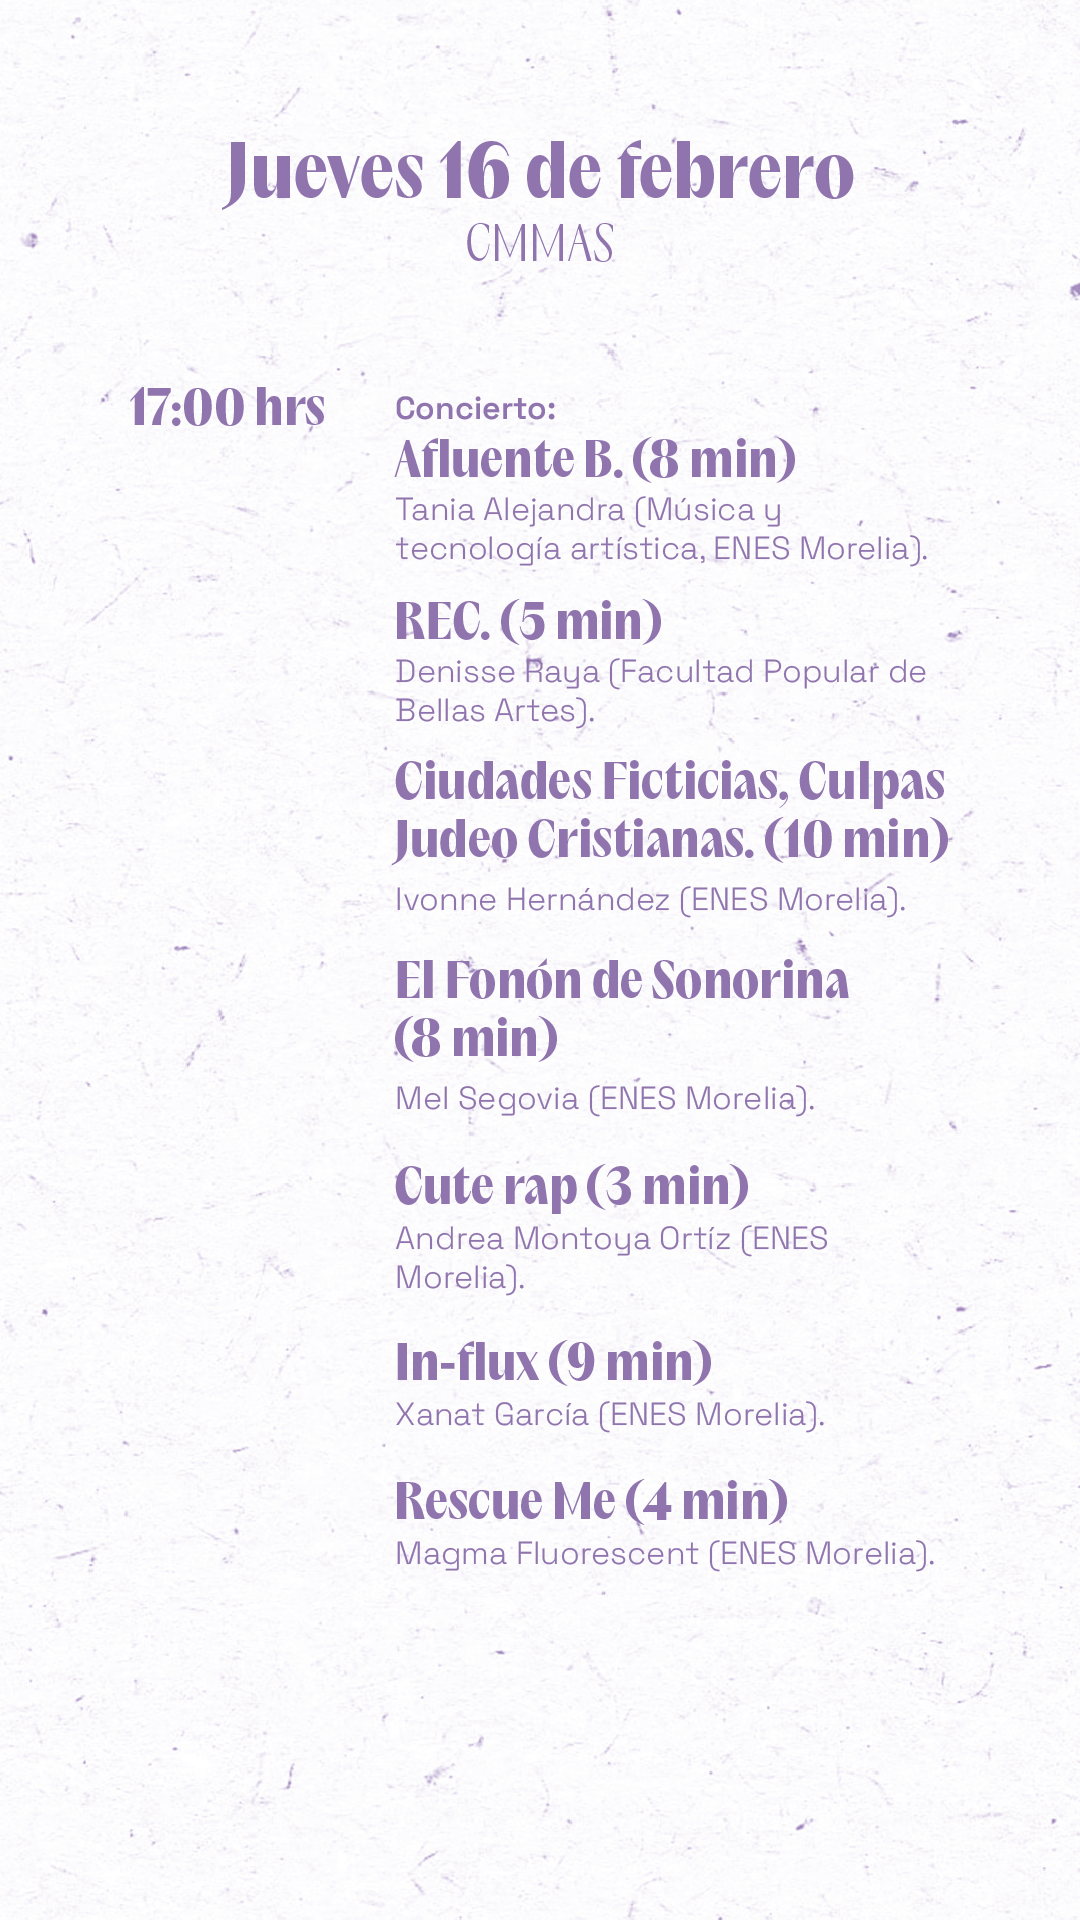 Jueves 16 de febrero
CMMAS
17:00 hrs
Concierto:
Afluente B. (8 min)
Tania Alejandra (Música y
tecnología artística, ENES Morelia).
REC. (5 min)
Denisse Raya (Facultad Popular de
Bellas Artes).
Ciudades Ficticias, Culpas
Judeo Cristianas. (10 min)
Ivonne Hernández (ENES Morelia).
El Fonón de Sonorina
(8 min)
Mel Segovia (ENES Morelia).
Cute rap (3 min)
Andrea Montoya Ortíz (ENES
Morelia).
In-flux (9 min)
Xanat García (ENES Morelia).
Rescue Me (4 min)
Magma Fluorescent (ENES Morelia).